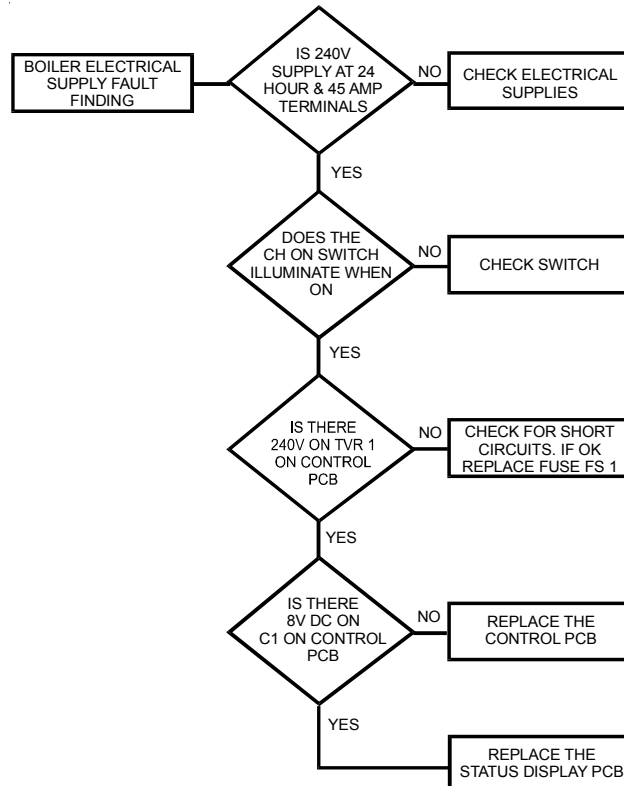 BOILER ELECTRICAL
SUPPLY FAULT
FINDING
IS 240V
SUPPLY AT 24
HOUR & 45 AMP
TERMINALS
NO
CHECK ELECTRICAL
SUPPLIES
YES
DOES THE
CH ON SWITCH
ILLUMINATE WHEN
ON
NO
CHECK SWITCH
YES
IS THERE
240V ON TVR 1
ON CONTROL
PCB
NO
CHECK FOR SHORT
CIRCUITS. IF OK
REPLACE FUSE FS 1
YES
IS THERE
8V DC ON
C1 ON CONTROL
PCB
NO
REPLACE THE
CONTROL PCB
YES
REPLACE THE
STATUS DISPLAY PCB